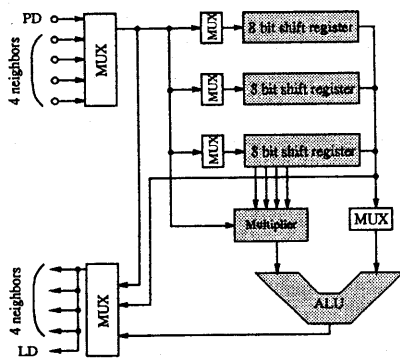 PD
4 neighbors
MUX
MUX
8 bit shift register
MUX
8 bit shift register
MUX
8 bit shift register
Multiplier
MUX
ALU
4 neighbors
MUX
LD